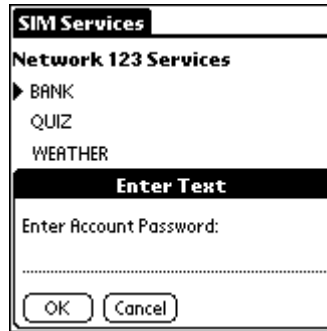 SIM Services
Network 123 Services
BANK
QUIZ
WEATHER
Enter Text
Enter Account Password:
OK Cancel